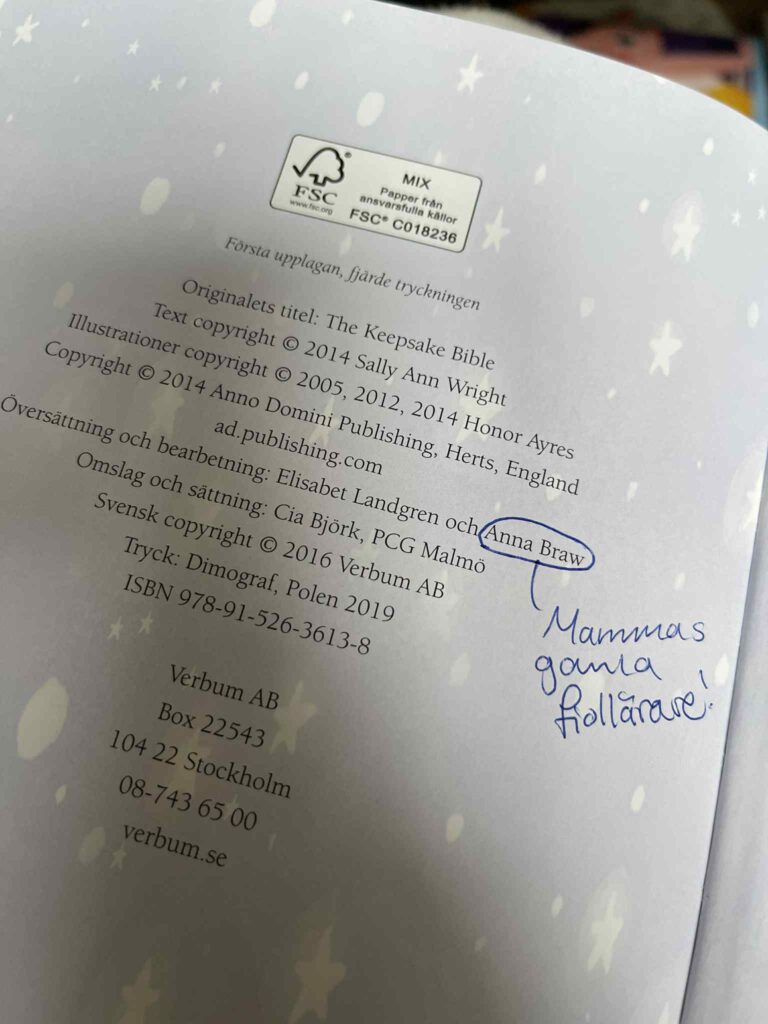 FSC®
www.fsc.org
MIX
Papper från
ansvarsfulla källor
FSC® C018236
Första upplagan, fjärde tryckningen
Originalets titel: The Keepsake Bible
Text copyright © 2014 Sally Ann Wright
Illustrationer copyright © 2005, 2012, 2014 Honor Ayres
Copyright © 2014 Anno Domini Publishing, Herts, England
ad.publishing.com
Översättning och bearbetning: Elisabet Landgren och Anna Braw
Omslag och sättning: Cia Björk, PCG Malmö
Svensk copyright © 2016 Verbum AB
Tryck: Dimograf, Polen 2019
ISBN 978-91-526-3613-8
Mammas
gamla
fiollärare!
Verbum AB
Box 22543
104 22 Stockholm
08-743 65 00
verbum.se